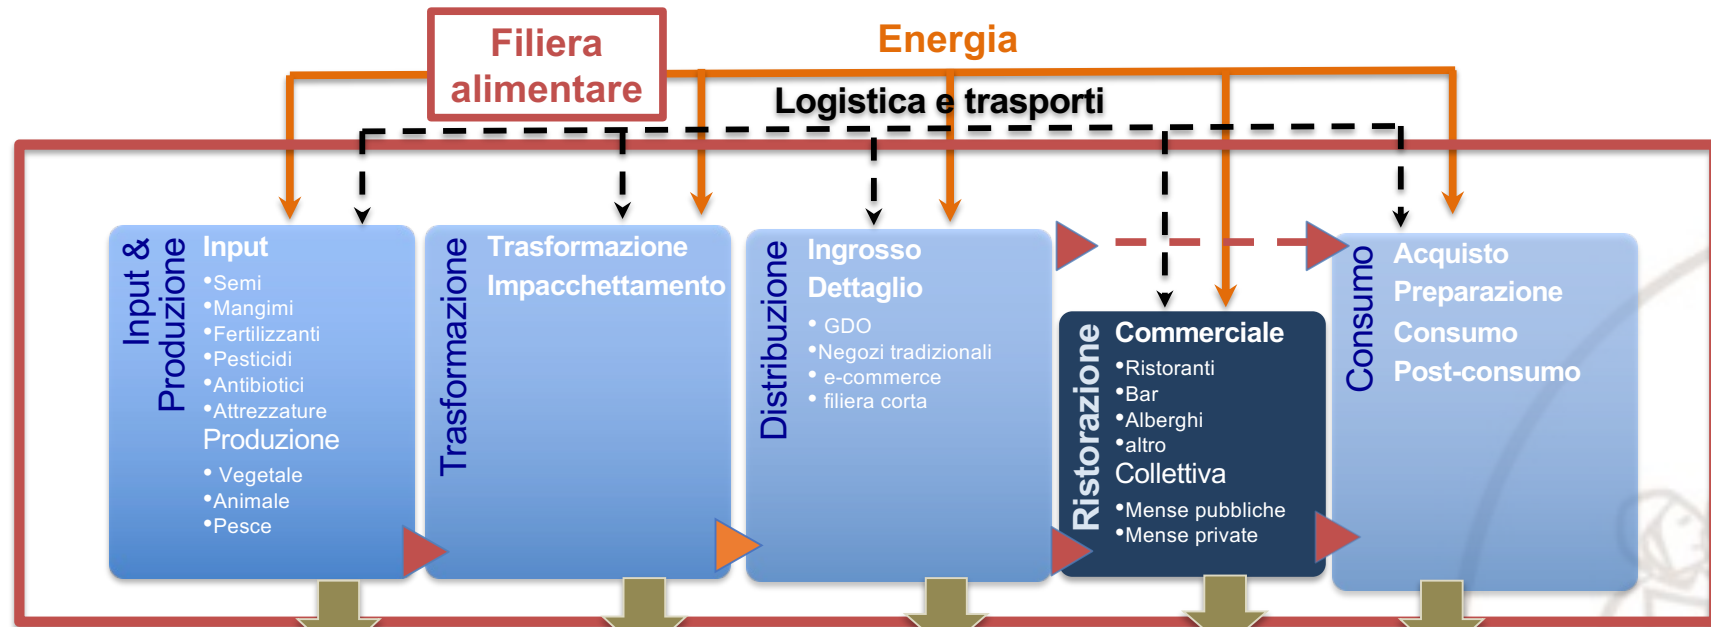 Filiera
alimentare
Energia
Logistica e trasporti
Input &
Produzione
Input
•Semi
•Mangimi
•Fertilizzanti
•Pesticidi
•Antibiotici
•Attrezzature
Produzione
• Vegetale
•Animale
•Pesce
Trasformazione
Trasformazione
Impacchettamento
Distribuzione
Ingrosso
Dettaglio
• GDO
•Negozi tradizionali
• e-commerce
• filiera corta
Ristorazione
Commerciale
•Ristoranti
•Bar
•Alberghi
•altro
Collettiva
•Mense pubbliche
•Mense private
Consumo
Acquisto
Preparazione
Consumo
Post-consumo